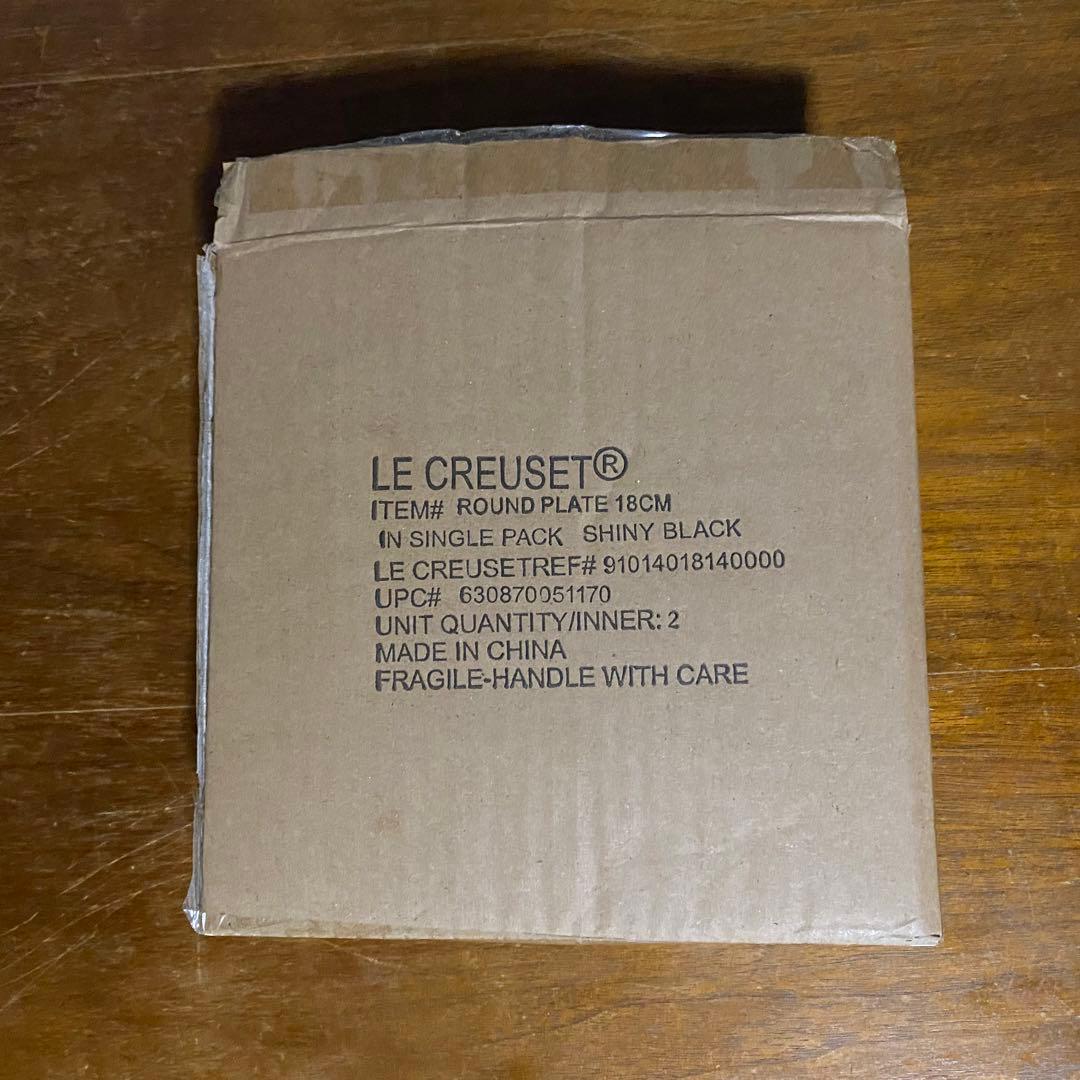 LE CREUSET®
ITEM# ROUND PLATE 18CM
IN SINGLE PACK SHINY BLACK
LE CREUSETREF# 91014018140000
UPC# 630870051170
UNIT QUANTITY/INNER: 2
MADE IN CHINA
FRAGILE-HANDLE WITH CARE